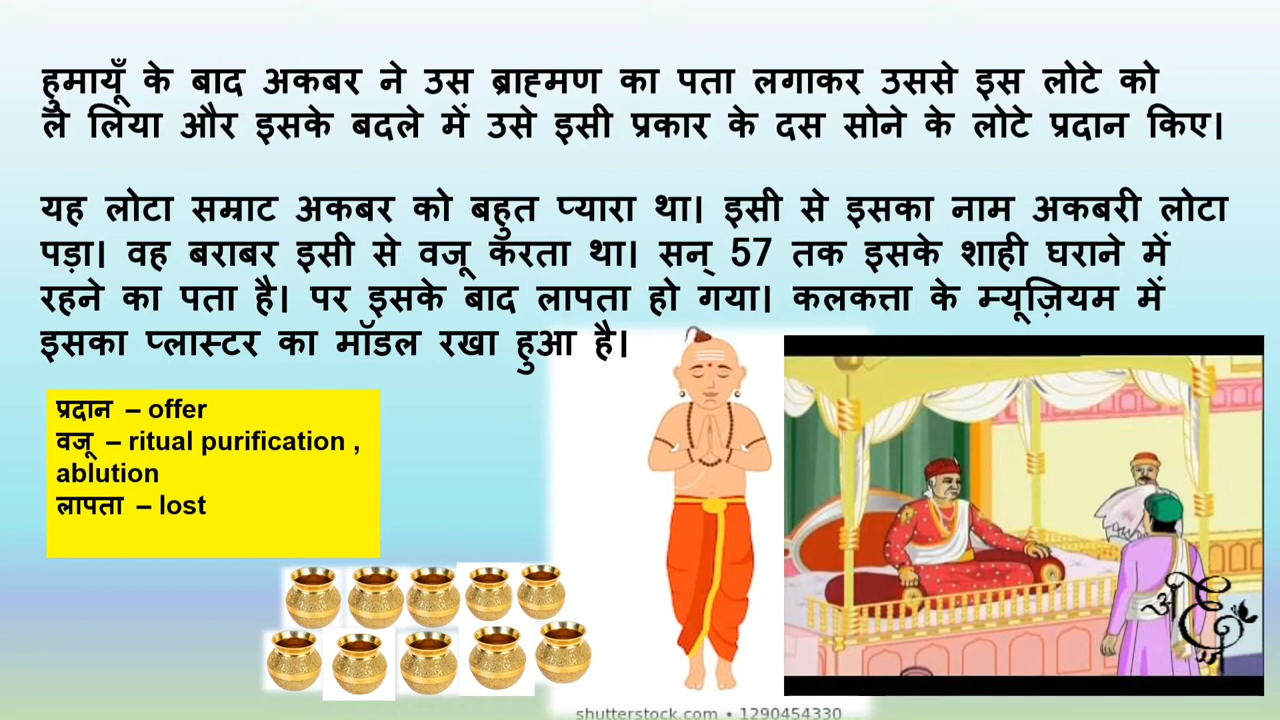 हुमायूँ के बाद अकबर ने उस ब्राह्मण का पता लगाकर उससे इस लोटे को
ले लिया और इसके बदले में उसे इसी प्रकार के दस सोने के लोटे प्रदान किए।
यह लोटा सम्राट अकबर को बहुत प्यारा था। इसी से इसका नाम अकबरी लोटा
पड़ा। वह बराबर इसी से वजू करता था। सन् 57 तक इसके शाही घराने में
रहने का पता है। पर इसके बाद लापता हो गया। कलकत्ता के म्यूज़ियम में
इसका प्लास्टर का मॉडल रखा हुआ है।
प्रदान – offer
वजू – ritual purification ,
ablution
लापता – lost
shutterstock.com • 1290454330